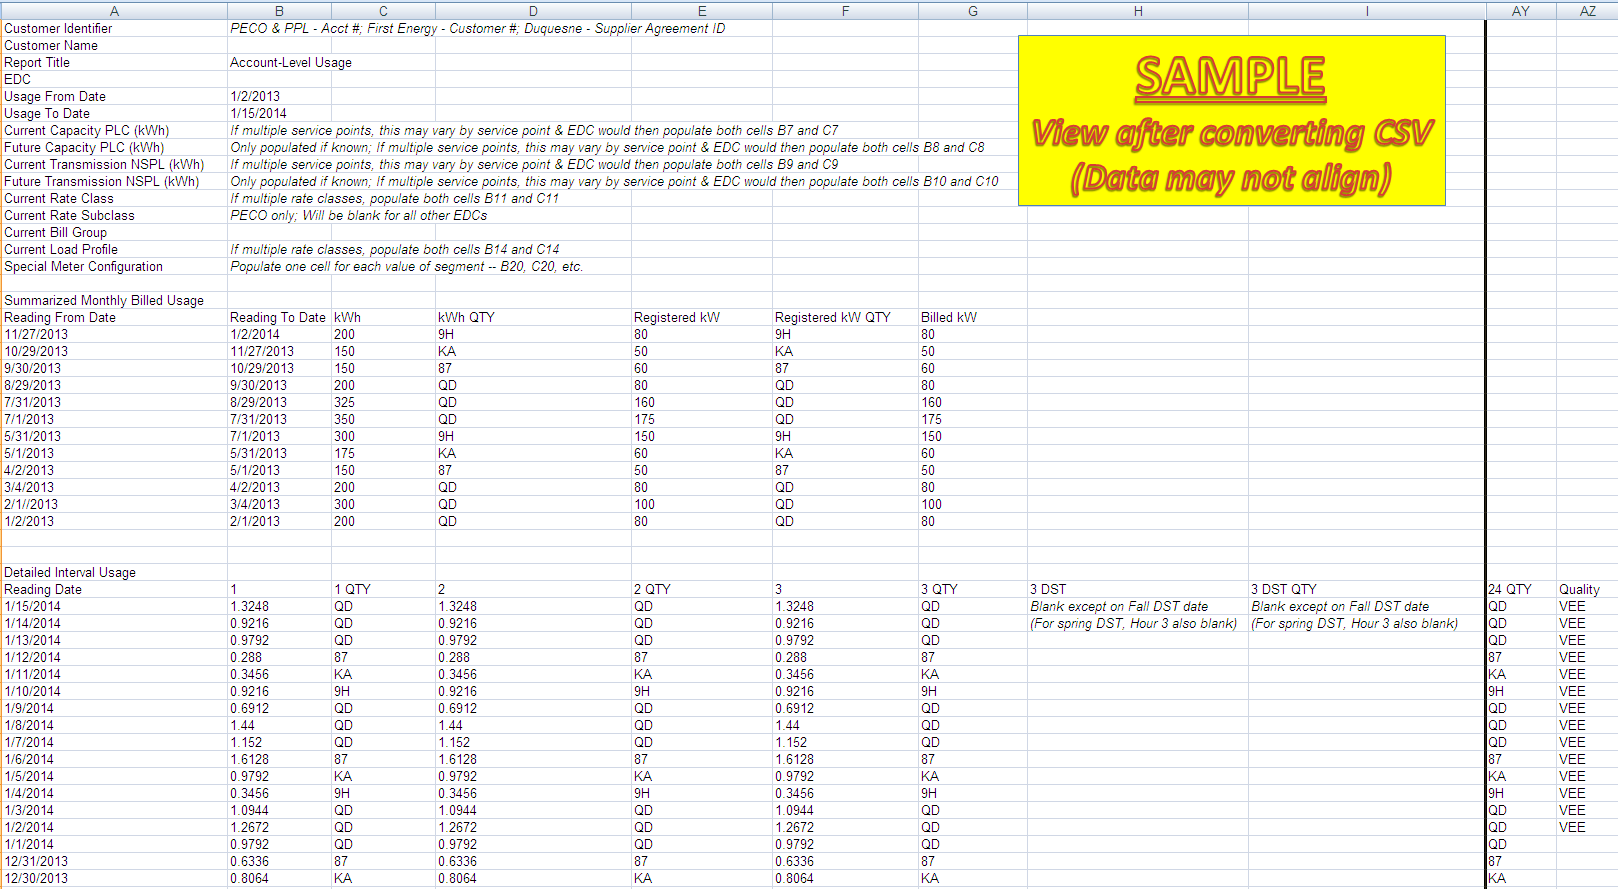 A B C D E F G H I AY AZ
Customer Identifier PECO & PPL - Acct #; First Energy - Customer #; Duquesne - Supplier Agreement ID
Customer Name
Report Title Account-Level Usage
EDC
Usage From Date 1/2/2013
Usage To Date 1/15/2014
Current Capacity PLC (kWh) If multiple service points, this may vary by service point & EDC would then populate both cells B7 and C7
Future Capacity PLC (kWh) Only populated if known; If multiple service points, this may vary by service point & EDC would then populate both cells B8 and C8
Current Transmission NSPL (kWh) If multiple service points, this may vary by service point & EDC would then populate both cells B9 and C9
Future Transmission NSPL (kWh) Only populated if known; If multiple service points, this may vary by service point & EDC would then populate both cells B10 and C10
Current Rate Class If multiple rate classes, populate both cells B11 and C11
Current Rate Subclass PECO only; Will be blank for all other EDCs
Current Bill Group
Current Load Profile If multiple rate classes, populate both cells B14 and C14
Special Meter Configuration Populate one cell for each value of segment -- B20, C20, etc.
SAMPLE
View after converting CSV
(Data may not align)
Summarized Monthly Billed Usage
Reading From Date Reading To Date kWh kWh QTY Registered kW Registered kW QTY Billed kW
11/27/2013 1/2/2014 200 9H 80 9H 80
10/29/2013 11/27/2013 150 KA 50 KA 50
9/30/2013 10/29/2013 150 87 60 87 60
8/29/2013 9/30/2013 200 QD 80 QD 80
7/31/2013 8/29/2013 325 QD 160 QD 160
7/1/2013 7/31/2013 350 QD 175 QD 175
5/31/2013 7/1/2013 300 9H 150 9H 150
5/1/2013 5/31/2013 175 KA 60 KA 60
4/2/2013 5/1/2013 150 87 50 87 50
3/4/2013 4/2/2013 200 QD 80 QD 80
2/1//2013 3/4/2013 300 QD 100 QD 100
1/2/2013 2/1/2013 200 QD 80 QD 80
Detailed Interval Usage
Reading Date 1 1 QTY 2 2 QTY 3 3 QTY 3 DST 3 DST QTY 24 QTY Quality
1/15/2014 1.3248 QD 1.3248 QD 1.3248 QD Blank except on Fall DST date Blank except on Fall DST date QD VEE
1/14/2014 0.9216 QD 0.9216 QD 0.9216 QD (For spring DST, Hour 3 also blank) (For spring DST, Hour 3 also blank) QD VEE
1/13/2014 0.9792 QD 0.9792 QD 0.9792 QD QD VEE
1/12/2014 0.288 87 0.288 87 0.288 87 87 VEE
1/11/2014 0.3456 KA 0.3456 KA 0.3456 KA KA VEE
1/10/2014 0.9216 9H 0.9216 9H 0.9216 9H 9H VEE
1/9/2014 0.6912 QD 0.6912 QD 0.6912 QD QD VEE
1/8/2014 1.44 QD 1.44 QD 1.44 QD QD VEE
1/7/2014 1.152 QD 1.152 QD 1.152 QD QD VEE
1/6/2014 1.6128 87 1.6128 87 1.6128 87 87 VEE
1/5/2014 0.9792 KA 0.9792 KA 0.9792 KA KA VEE
1/4/2014 0.3456 9H 0.3456 9H 0.3456 9H 9H VEE
1/3/2014 1.0944 QD 1.0944 QD 1.0944 QD QD VEE
1/2/2014 1.2672 QD 1.2672 QD 1.2672 QD QD VEE
1/1/2014 0.9792 QD 0.9792 QD 0.9792 QD QD
12/31/2013 0.6336 87 0.6336 87 0.6336 87 87
12/30/2013 0.8064 KA 0.8064 KA 0.8064 KA KA